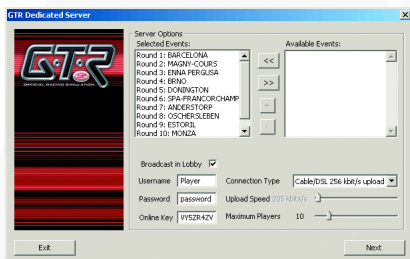 GTR Dedicated Server
GTR
OFFICIAL RACING SIMULATION
Server Options
Selected Events:
Available Events:
Round 1: BARCELONA
Round 2: MAGNY-COURS
Round 3: ENNA PERGUSA
Round 4: BRNO
Round 5: DONINGTON
Round 6: SPA-FRANCORCHAMP
Round 7: ANDERSTORP
Round 8: OSCHERSLEBEN
Round 9: ESTORIL
Round 10: MONZA
<<
>>
+
-
Broadcast in Lobby
Username Player
Connection Type Cable/DSL 256 kbit/s upload
Password password
Upload Speed 205 kbits/s
Online Key VY5ZR4ZV
Maximum Players 10
Exit
Next